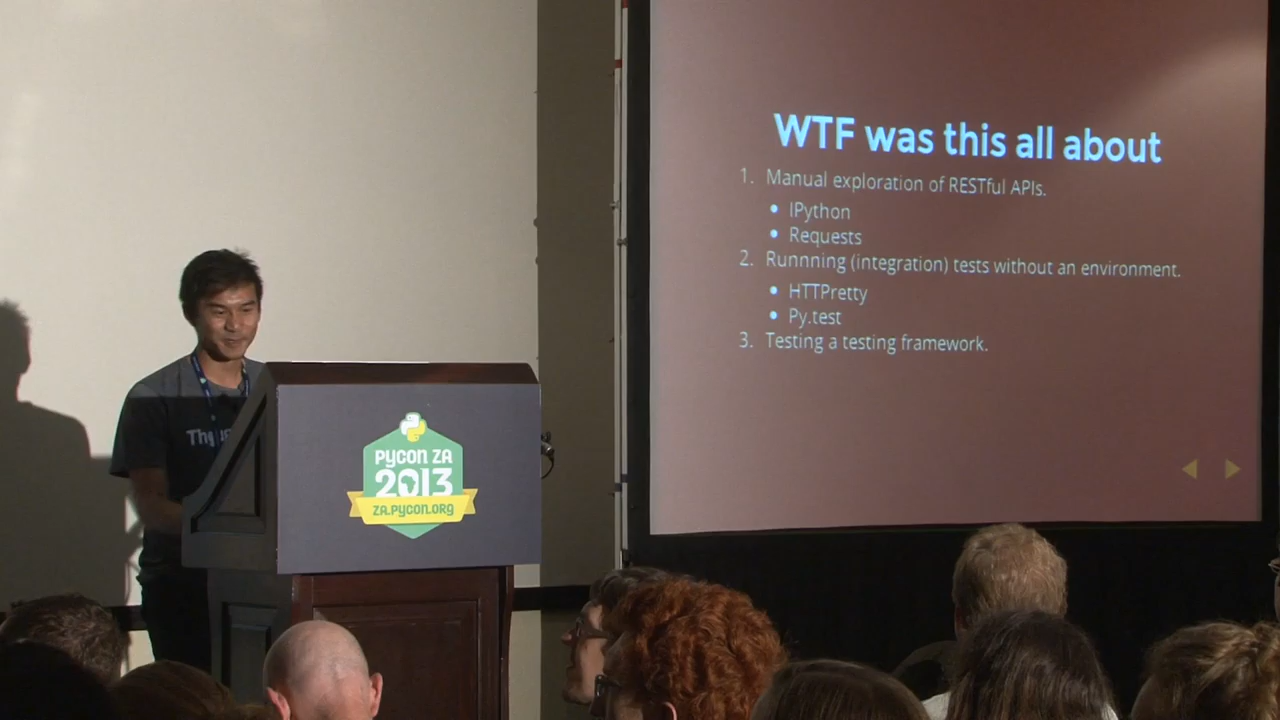 WTF was this all about
1. Manual exploration of RESTful APIs.
• IPython
• Requests
2. Runnning (integration) tests without an environment.
• HTTPretty
• Py.test
3. Testing a testing framework.
PYCON ZA
2013
ZA.PYCON.ORG